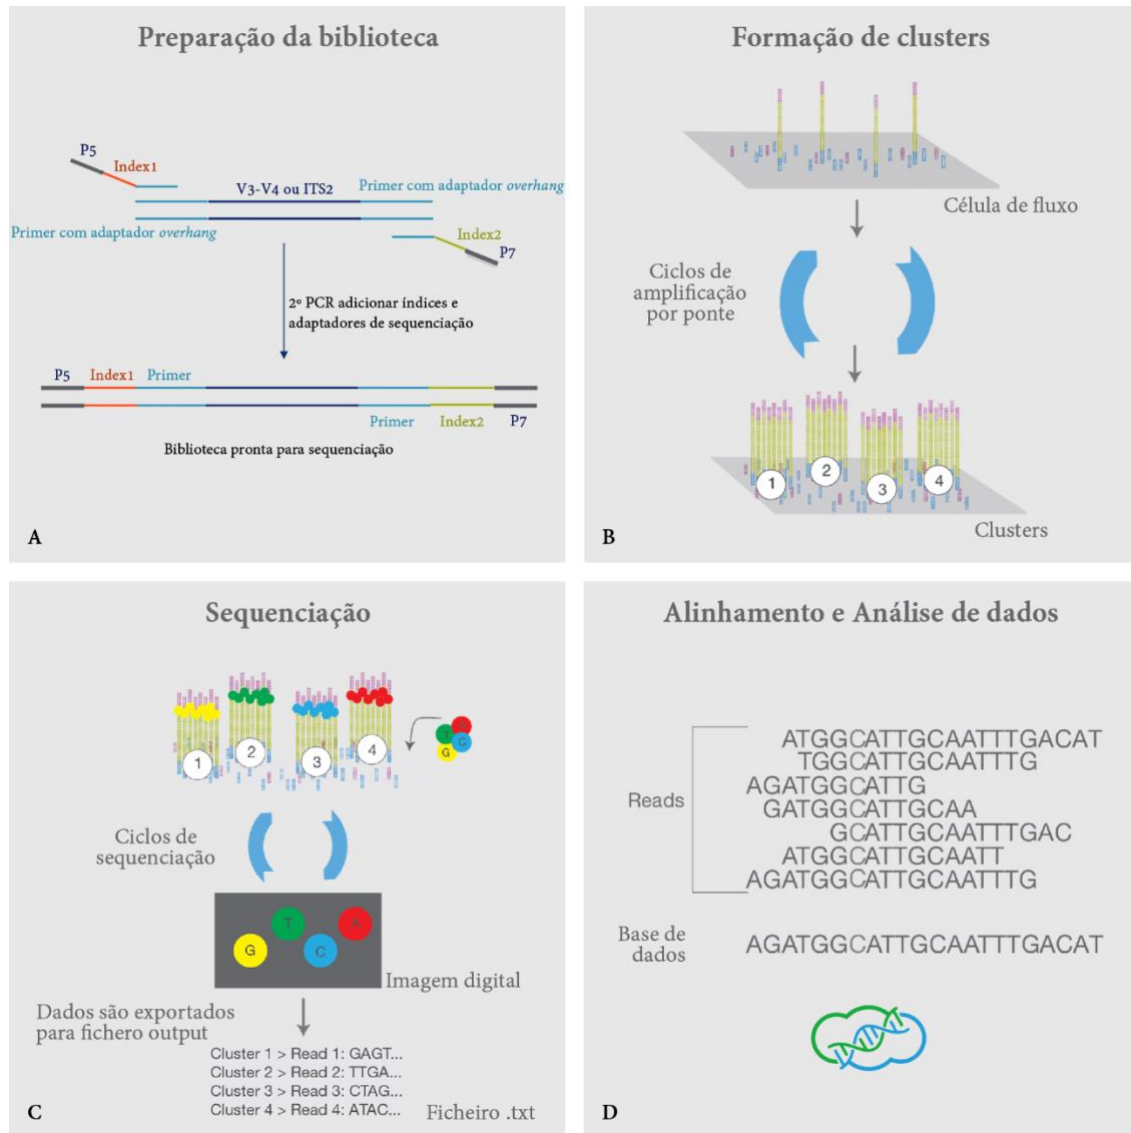 Preparação da biblioteca
P5
Index1
V3-V4 ou ITS2
Primer com adaptador overhang
Primer com adaptador overhang
Index2
P7
2º PCR adicionar índices e
adaptadores de sequenciação
P5 Index1 Primer
Primer Index2 P7
Biblioteca pronta para sequenciação
A
Formação de clusters
Célula de fluxo
Ciclos de
amplificação
por ponte
1 2 3 4
Clusters
B
Sequenciação
1 2 3 4
A
T C
G
Ciclos de
sequenciação
G T C A
Imagem digital
Dados são exportados
para fichero output
Cluster 1 > Read 1: GAGT...
Cluster 2 > Read 2: TTGA...
Cluster 3 > Read 3: CTAG...
Cluster 4 > Read 4: ATAC...
Ficheiro .txt
C
Alinhamento e Análise de dados
Reads
ATGGCATTGCAATTTGACAT
TGGCATTGCAATTTG
AGATGGCATTG
GATGGCATTGCAA
GCATTGCAATTTGAC
ATGGCATTGCAATT
AGATGGCATTGCAATTTG
Base de
dados
AGATGGCATTGCAATTTGACAT
D